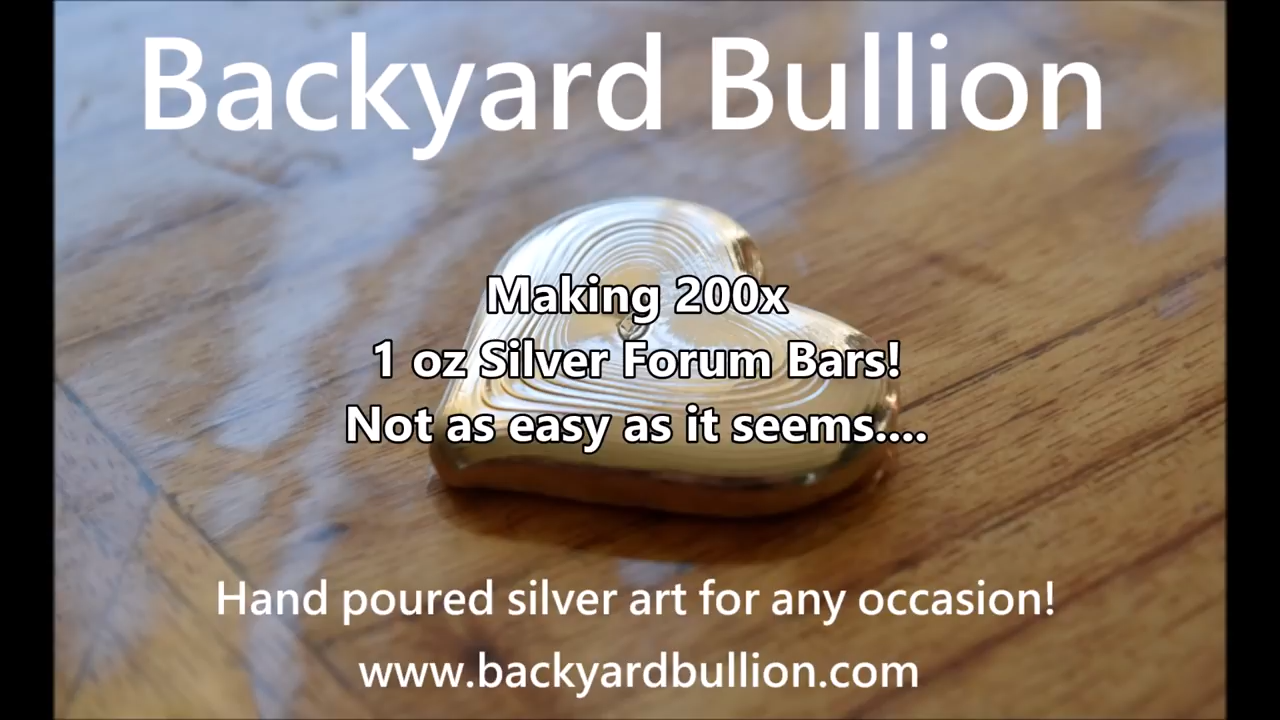 Backyard Bullion
Making 200x
1 oz Silver Forum Bars!
Not as easy as it seems....
Hand poured silver art for any occasion!
www.backyardbullion.com